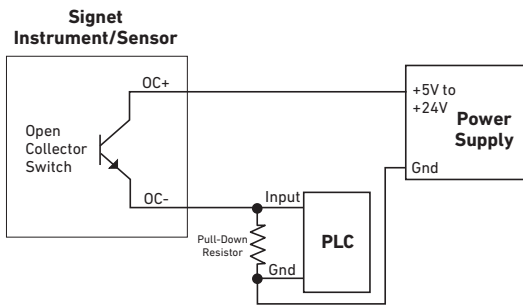 Signet
Instrument/Sensor
OC+
Open
Collector
Switch
OC-
+5V to
+24V
Power
Supply
Gnd
Input
Pull-Down
Resistor
PLC
Gnd